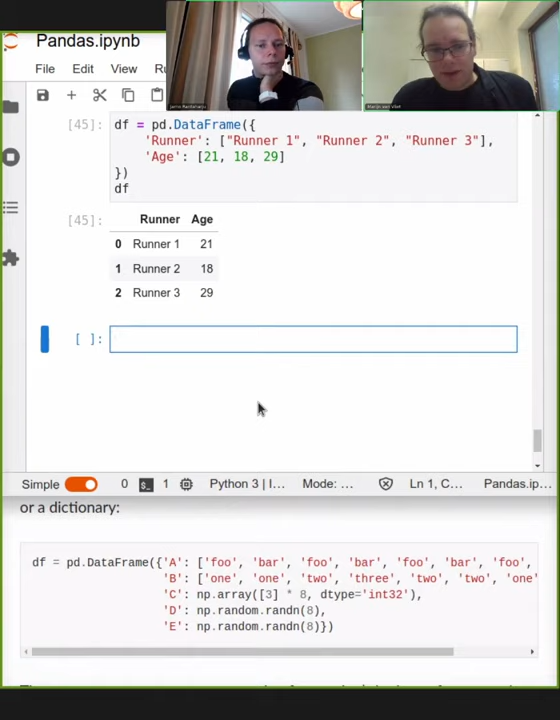 Pandas.ipynb
File Edit View
[45]: df = pd.DataFrame({
'Runner': ["Runner 1", "Runner 2", "Runner 3"],
'Age': [21, 18, 29]
})
df
[45]: Runner Age
0 Runner 1 21
1 Runner 2 18
2 Runner 3 29
[ ]:
Simple 0 $_ 1 Python 3 | I... Mode: ... Ln 1, C... Pandas.ip...
or a dictionary:
df = pd.DataFrame({'A': ['foo', 'bar', 'foo', 'bar', 'foo', 'bar', 'foo',
'B': ['one', 'one', 'two', 'three', 'two', 'two', 'one'
'C': np.array([3] * 8, dtype='int32'),
'D': np.random.randn(8),
'E': np.random.randn(8)})